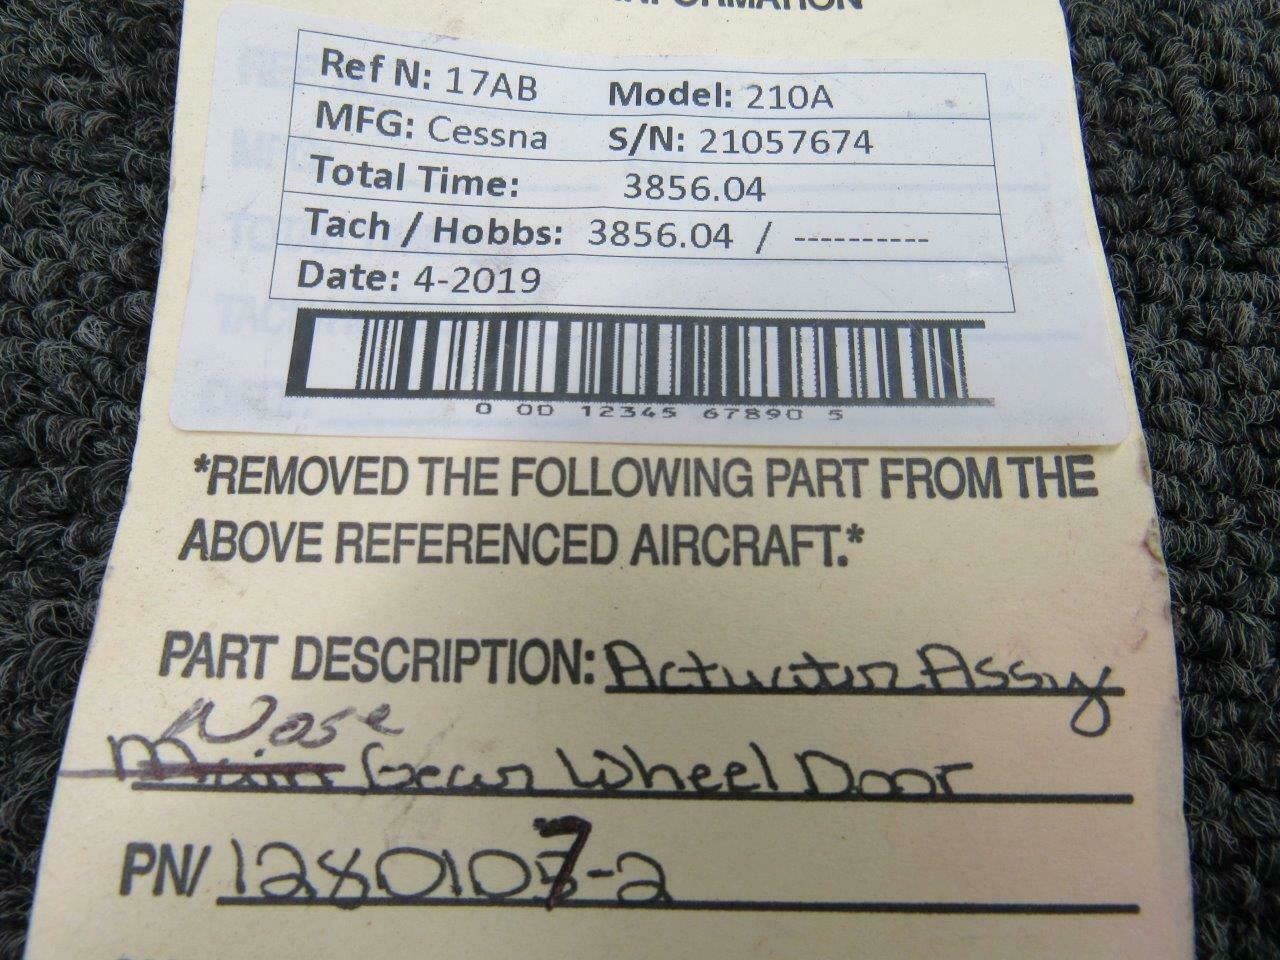 INFORMATION
Ref N: 17AB Model: 210A
MFG: Cessna S/N: 21057674
Total Time: 3856.04
Tach / Hobbs: 3856.04 / ----------
Date: 4-2019
0 00 12345 67890 5
*REMOVED THE FOLLOWING PART FROM THE
ABOVE REFERENCED AIRCRAFT.*
PART DESCRIPTION: Actuator Assy
Nose
Main Gear Wheel Door
PN/ 1280107-2